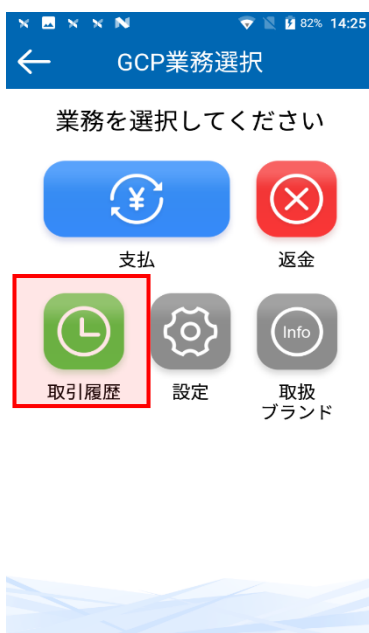 82% 14:25
GCP業務選択
業務を選択してください
¥
支払
返金
Info
取引履歴
設定
取扱
ブランド